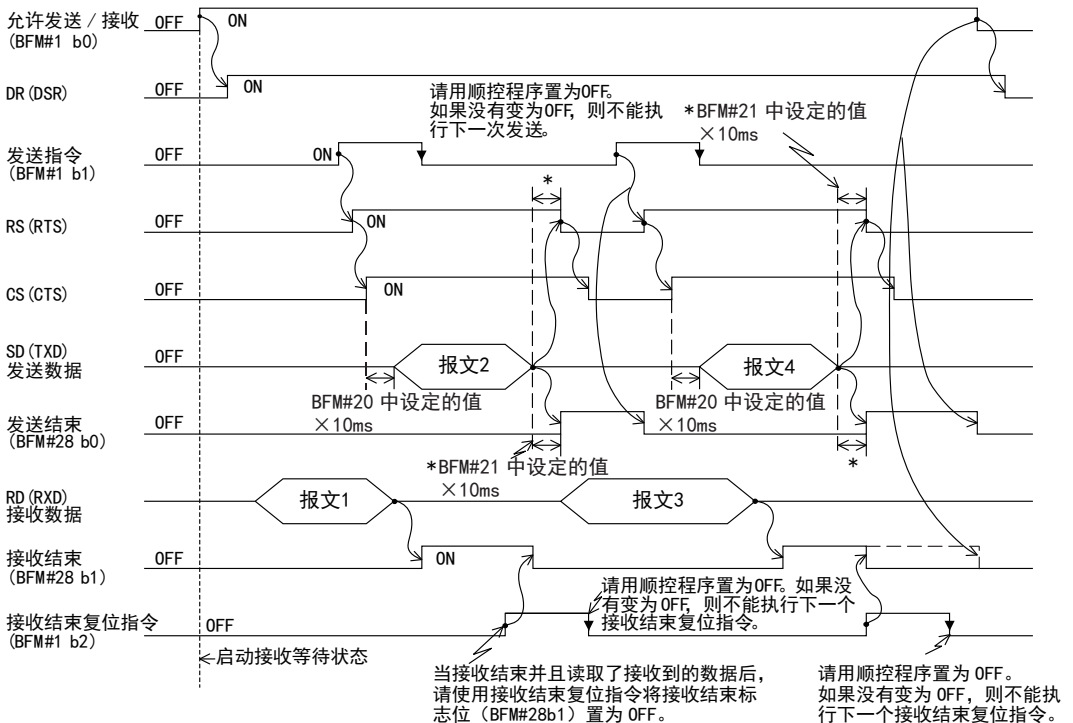 允许发送／接收 OFF ON
(BFM#1 b0)
DR(DSR) OFF ON
请用顺控程序置为OFF。
如果没有变为OFF, 则不能执
行下一次发送。
*BFM#21 中设定的值
×10ms
发送指令 OFF ON
(BFM#1 b1)
*
RS(RTS) OFF ON
CS(CTS) OFF ON
SD(TXD) OFF 报文2 报文4
发送数据
BFM#20 中设定的值
×10ms
BFM#20 中设定的值
×10ms
发送结束 OFF
(BFM#28 b0)
*
*BFM#21 中设定的值
×10ms
RD(RXD) 报文1 报文3
接收数据
接收结束 OFF ON
(BFM#28 b1)
请用顺控程序置为OFF。如果没
有变为OFF, 则不能执行下一个
接收结束复位指令。
接收结束复位指令 OFF
(BFM#1 b2)
启动接收等待状态
当接收结束并且读取了接收到的数据后，
请使用接收结束复位指令将接收结束标
志位（BFM#28b1）置为 OFF。
请用顺控程序置为 OFF。
如果没有变为 OFF，则不能执
行下一个接收结束复位指令。